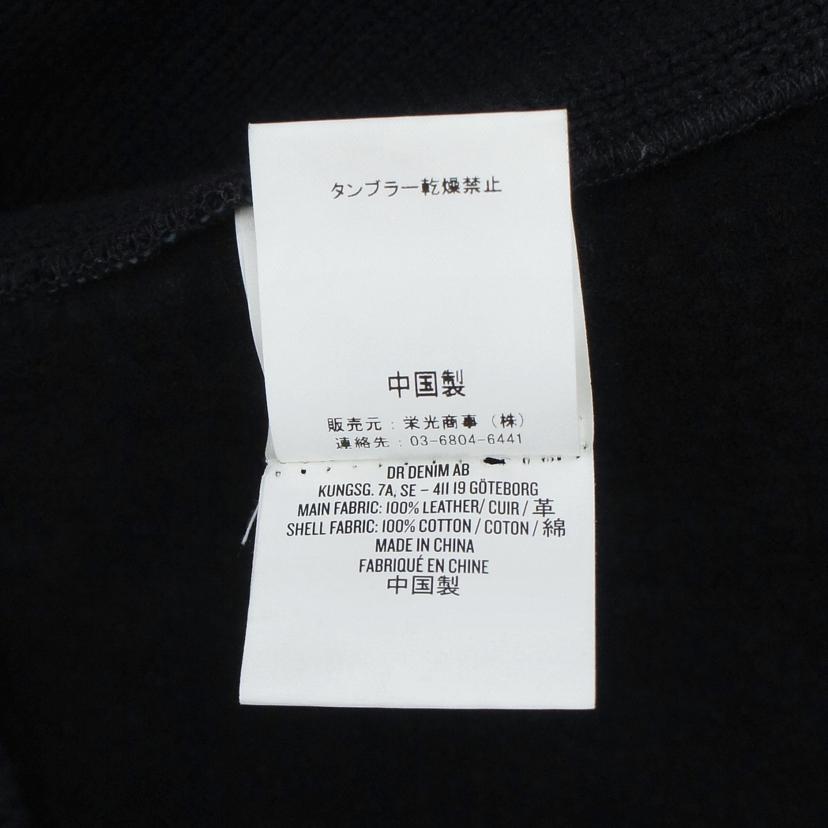 タンブラー乾燥禁止
中国製
販売元：栄光商事（株）
連絡先：03-6804-6441
DR DENIM AB
KUNGSG. 7A, SE – 411 19 GÖTEBORG
MAIN FABRIC: 100% LEATHER/ CUIR / 革
SHELL FABRIC: 100% COTTON / COTON / 綿
MADE IN CHINA
FABRIQUÉ EN CHINE
中国製